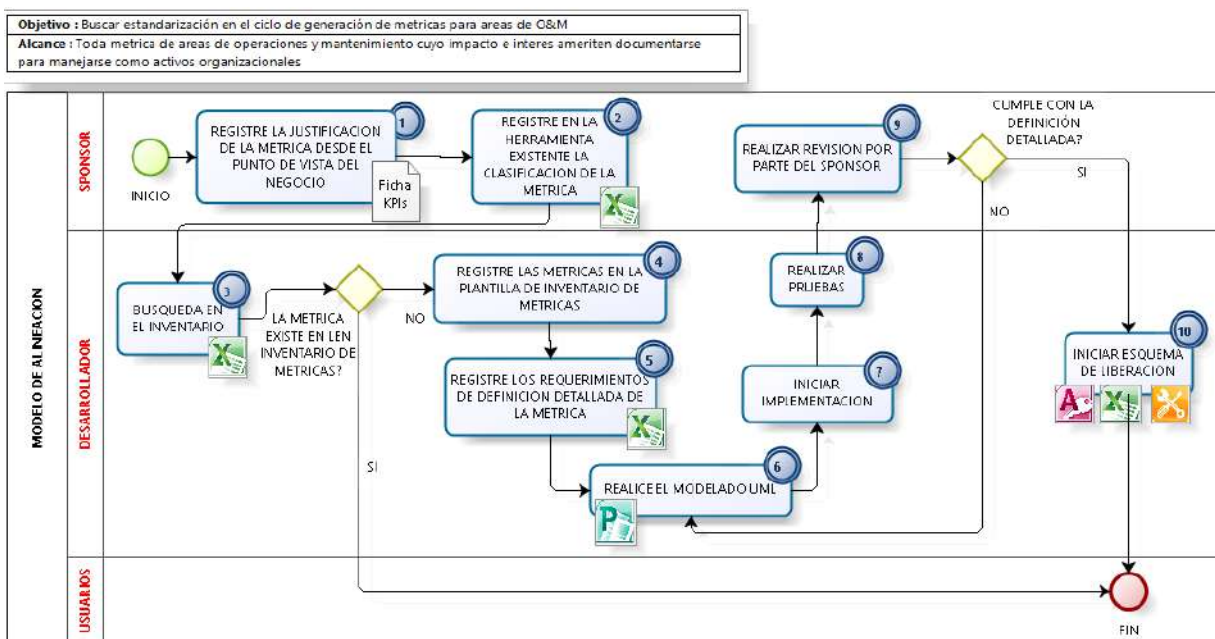 Objetivo : Buscar estandarización en el ciclo de generación de metricas para areas de O&M
Alcance : Toda metrica de areas de operaciones y mantenimiento cuyo impacto e interes ameriten documentarse
para manejarse como activos organizacionales
MODELO DE ALINEACION
SPONSOR
INICIO
1
REGISTRE LA JUSTIFICACION
DE LA METRICA DESDE EL
PUNTO DE VISTA DEL
NEGOCIO
Ficha
KPIs
2
REGISTRE EN LA
HERRAMIENTA
EXISTENTE LA
CLASIFICACION DE LA
METRICA
9
REALIZAR REVISION POR
PARTE DEL SPONSOR
CUMPLE CON LA
DEFINICIÓN
DETALLADA?
SI
NO
DESARROLLADOR
3
BUSQUEDA EN
EL INVENTARIO
LA METRICA
EXISTE EN LEN
INVENTARIO DE
METRICAS?
NO
SI
4
REGISTRE LAS METRICAS EN LA
PLANTILLA DE INVENTARIO DE
METRICAS
5
REGISTRE LOS REQUERIMIENTOS
DE DEFINICION DETALLADA DE
LA METRICA
6
REALICE EL MODELADO UML
P
7
INICIAR
IMPLEMENTACION
8
REALIZAR
PRUEBAS
10
INICIAR ESQUEMA
DE LIBERACION
A
USUARIOS
FIN